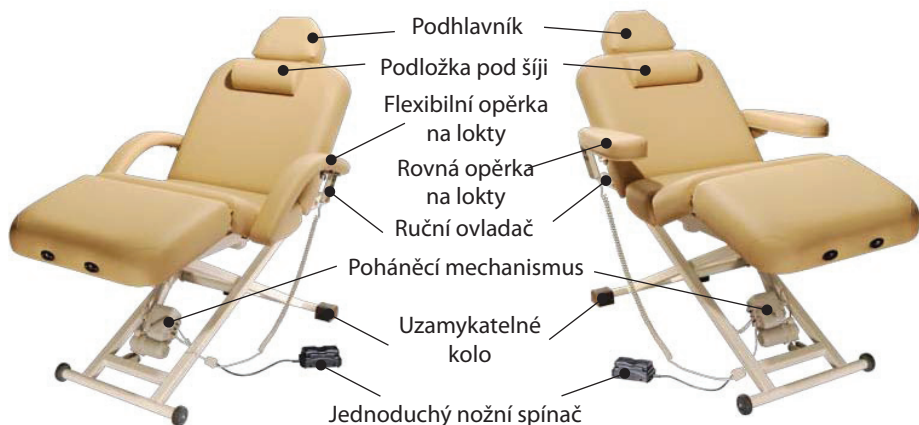 Podhlavník
Podložka pod šíji
Flexibilní opěrka
na lokty
Rovná opěrka
na lokty
Ruční ovladač
Poháněcí mechanismus
Uzamykatelné
kolo
Jednoduchý nožní spínač